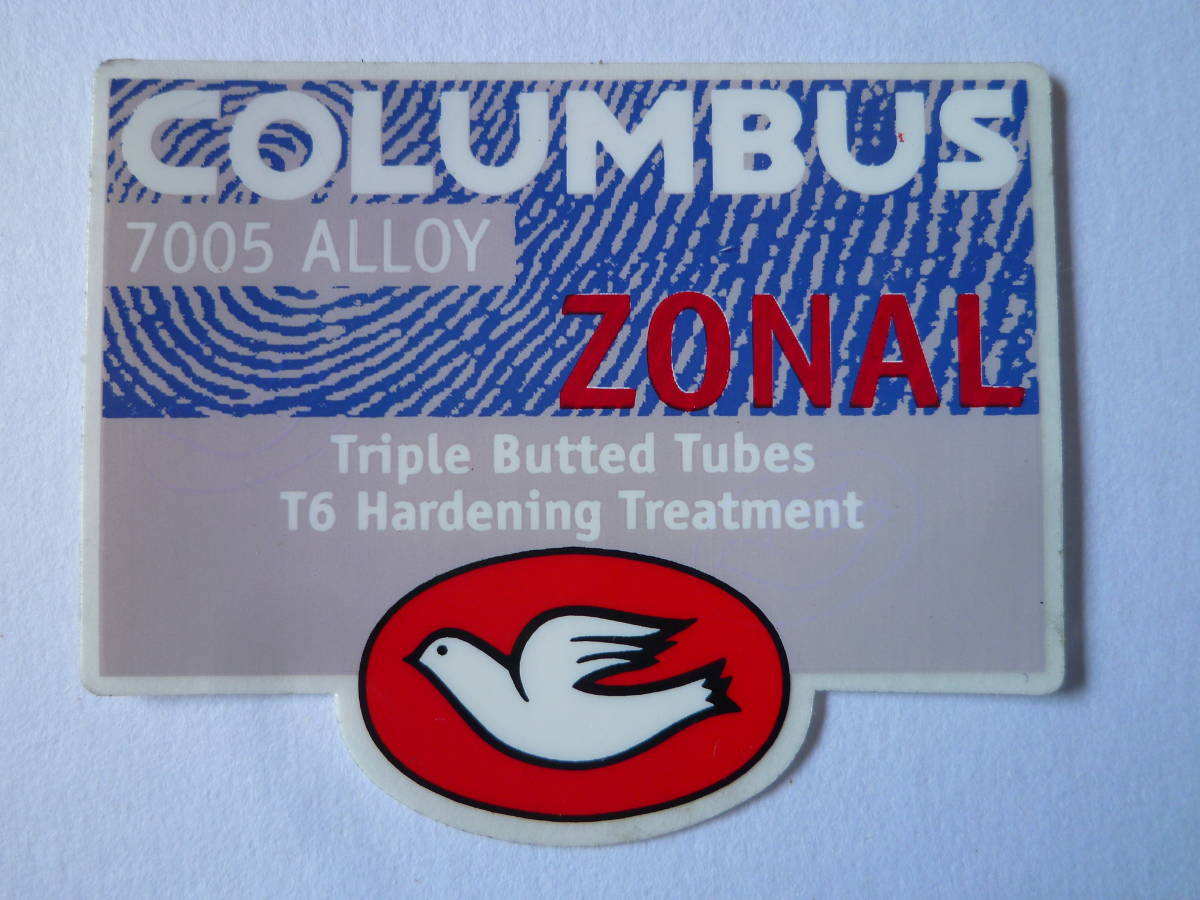 COLUMBUS
7005 ALLOY
ZONAL
Triple Butted Tubes
T6 Hardening Treatment